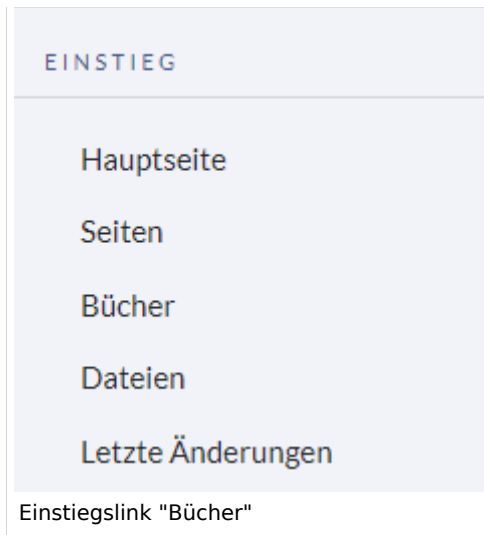 EINSTIEG
Hauptseite
Seiten
Bücher
Dateien
Letzte Änderungen
Einstiegslink "Bücher"